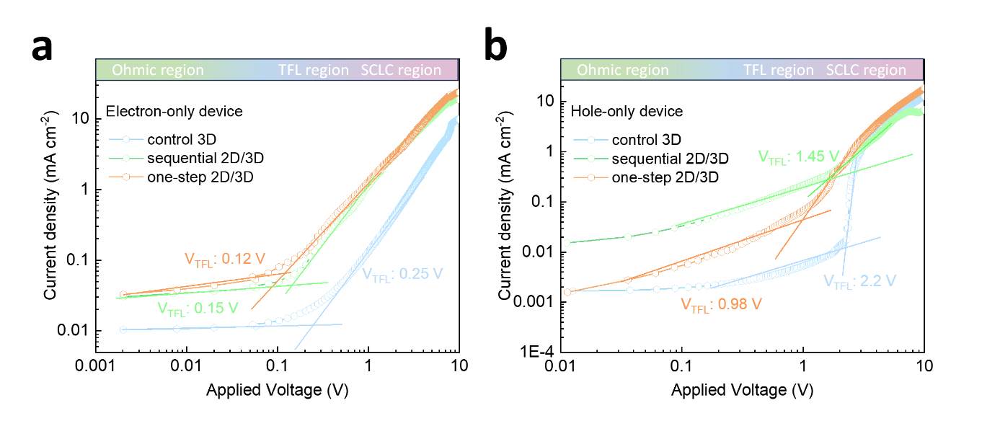 a
Ohmic region TFL region SCLC region
Electron-only device
control 3D
sequential 2D/3D
one-step 2D/3D
V_TFL: 0.12 V
V_TFL: 0.25 V
V_TFL: 0.15 V
10
1
0.1
0.01
Current density (mA cm⁻²)
0.001 0.01 0.1 1 10
Applied Voltage (V)
b
Ohmic region TFL region SCLC region
Hole-only device
control 3D
sequential 2D/3D
one-step 2D/3D
V_TFL: 1.45 V
V_TFL: 2.2 V
V_TFL: 0.98 V
10
1
0.1
0.01
0.001
1E-4
Current density (mA cm⁻²)
0.01 0.1 1 10
Applied Voltage (V)